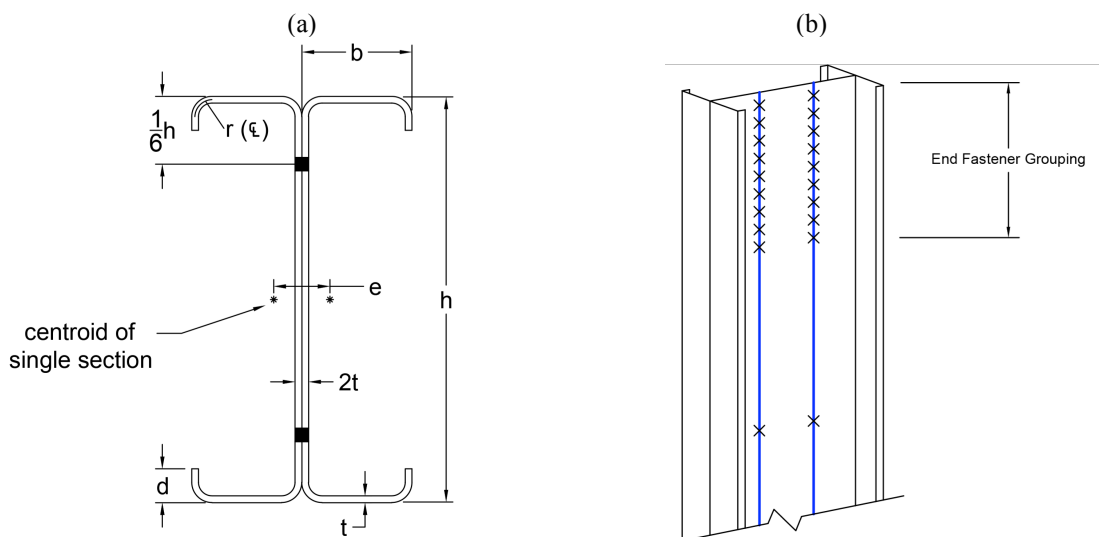 (a)
(b)
b
1/6 h
r (℄)
End Fastener Grouping
e
h
centroid of
single section
2t
d
t